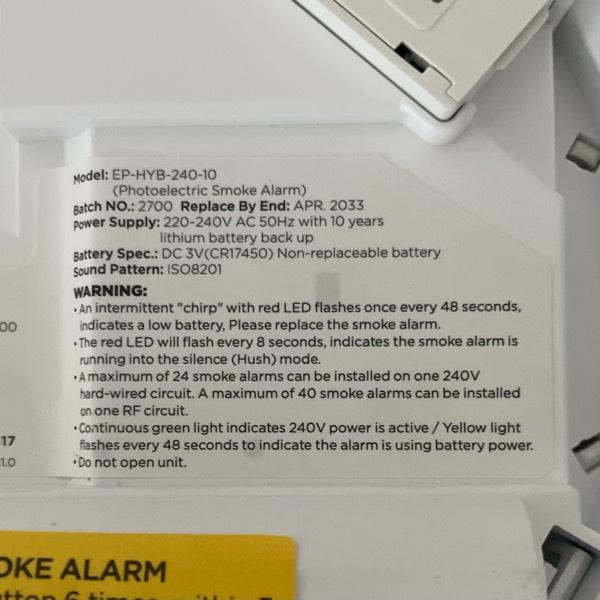 Model: EP-HYB-240-10
(Photoelectric Smoke Alarm)
Batch NO.: 2700 Replace By End: APR. 2033
Power Supply: 220-240V AC 50Hz with 10 years
lithium battery back up
Battery Spec.: DC 3V(CR17450) Non-replaceable battery
Sound Pattern: ISO8201
WARNING:
•An intermittent "chirp" with red LED flashes once every 48 seconds,
indicates a low battery, Please replace the smoke alarm.
•The red LED will flash every 8 seconds, indicates the smoke alarm is
running into the silence (Hush) mode.
•A maximum of 24 smoke alarms can be installed on one 240V
hard-wired circuit. A maximum of 40 smoke alarms can be installed
on one RF circuit.
•Continuous green light indicates 240V power is active / Yellow light
flashes every 48 seconds to indicate the alarm is using battery power.
•Do not open unit.
00
17
1.0
OKE ALARM